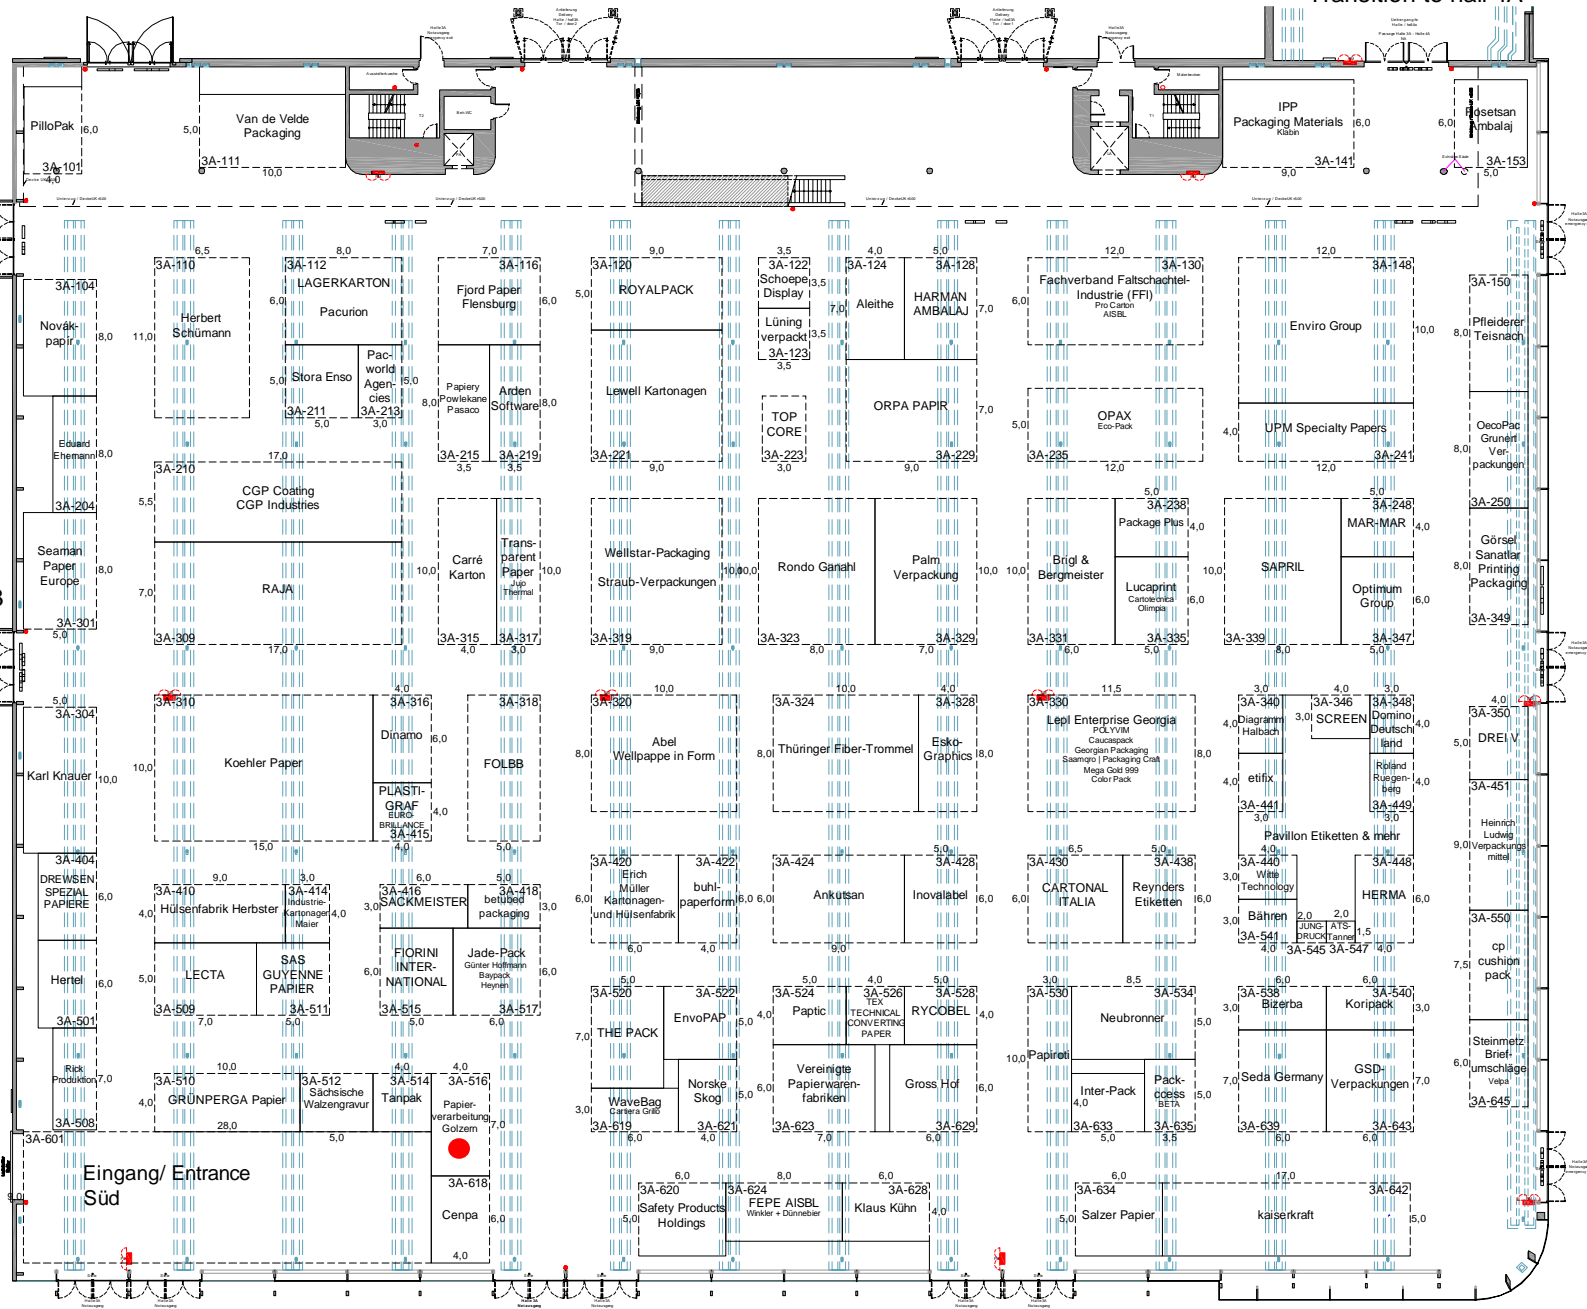 Transition to hall 4A
PilloPak
6,0
3A-101
4,0
5,0
Van de Velde
Packaging
3A-111
10,0
IPP
Packaging Materials
Klabin
6,0
3A-141
9,0
6,0
Rosetsan
Ambalaj
3A-153
5,0
3A-104
Novák-
papir
8,0
Eduard
Ehemann
8,0
3A-204
Seaman
Paper
Europe
8,0
3A-301
5,0
6,5
3A-110
Herbert
Schümann
11,0
8,0
3A-112
LAGERKARTON
Pacurion
6,0
Stora Enso
5,0
3A-211
5,0
Pac-
world
Agen-
cies
5,0
3A-213
3,0
7,0
3A-116
Fjord Paper
Flensburg
6,0
Papiery
Powlekane
Pasaco
8,0
3A-215
3,5
Arden
Software
8,0
3A-219
3,5
9,0
3A-120
ROYALPACK
5,0
Lewell Kartonagen
3A-221
9,0
3,5
3A-122
Schoepe
Display
3,5
Lüning
verpackt
3,5
3A-123
3,5
TOP
CORE
3A-223
3,0
4,0
3A-124
Aleithe
7,0
5,0
3A-128
HARMAN
AMBALAJ
7,0
ORPA PAPIR
7,0
3A-229
9,0
12,0
3A-130
Fachverband Faltschachtel-
Industrie (FFI)
Pro Carton
AISBL
6,0
OPAX
Eco-Pack
5,0
3A-235
12,0
12,0
3A-148
Enviro Group
10,0
UPM Specialty Papers
4,0
3A-241
12,0
3A-150
Pfleiderer
Teisnach
8,0
OecoPac
Grunert
Ver-
packungen
8,0
3A-250
Görsel
Sanatlar
Printing
Packaging
8,0
3A-349
17,0
3A-210
CGP Coating
CGP Industries
5,5
RAJA
7,0
3A-309
17,0
Carré
Karton
10,0
3A-315
4,0
Trans-
parent
Paper
Jujo
Thermal
10,0
3A-317
3,0
Wellstar-Packaging
Straub-Verpackungen
10,0
3A-319
9,0
Rondo Ganahl
10,0
3A-323
8,0
Palm
Verpackung
10,0
3A-329
7,0
Brigl &
Bergmeister
10,0
3A-331
6,0
5,0
3A-238
Package Plus
4,0
Lucaprint
Cartotecnica
Olimpia
6,0
3A-335
5,0
SAPRIL
10,0
3A-339
8,0
5,0
3A-248
MAR-MAR
4,0
Optimum
Group
6,0
3A-347
5,0
5,0
3A-304
Karl Knauer
10,0
3A-404
DREWSEN
SPEZIAL
PAPIERE
6,0
Hertel
6,0
3A-501
Rick
Produktion
7,0
3A-508
3A-310
Koehler Paper
10,0
15,0
4,0
3A-316
Dinamo
6,0
PLASTI-
GRAF
EURO-
BRILLANCE
4,0
3A-415
4,0
3A-318
FOLBB
5,0
10,0
3A-320
Abel
Wellpappe in Form
8,0
10,0
3A-324
Thüringer Fiber-Trommel
8,0
4,0
3A-328
Esko-
Graphics
8,0
11,5
3A-330
Lepl Enterprise Georgia
POLYVIM
Caucaspack
Georgian Packaging
Saamqro | Packaging Craft
Mega Gold 999
Color Pack
8,0
3,0
3A-340
Diagramm
Halbach
4,0
etifix
4,0
3A-441
3,0
4,0
3A-346
SCREEN
3,0
3,0
3A-348
Domino
Deutsch
land
4,0
Roland
Ruegen-
berg
4,0
3A-449
3,0
Pavillon Etiketten & mehr
4,0
3A-350
DREI V
5,0
3A-451
Heinrich
Ludwig
Verpackungs
mittel
9,0
3A-550
cp
cushion
pack
7,5
Steinmetz
Brief-
umschläge
Velpa
6,0
3A-645
9,0
3A-410
Hülsenfabrik Herbster
4,0
3,0
3A-414
Industrie-
Kartonagen
Maier
4,0
LECTA
5,0
3A-509
7,0
SAS
GUYENNE
PAPIER
3A-511
5,0
6,0
3A-416
SACKMEISTER
3,0
5,0
3A-418
betubed
packaging
3,0
FIORINI
INTER-
NATIONAL
6,0
3A-515
5,0
Jade-Pack
Günter Hoffmann
Baypack
Heynen
6,0
3A-517
6,0
3A-420
Erich
Müller
Kartonagen-
und Hülsenfabrik
6,0
6,0
3A-422
buhl-
paperform
6,0
4,0
3A-424
Ankutsan
6,0
9,0
5,0
3A-428
Inovalabel
6,0
6,5
3A-430
CARTONAL
ITALIA
6,0
5,0
3A-438
Reynders
Etiketten
6,0
4,0
3A-440
Witte
Technology
3,0
Bähren
3,0
3A-541
4,0
2,0
JUNG-
DRUCK
3A-545
2,0
ATS-
Tanner
1,5
3A-547
3A-448
HERMA
6,0
4,0
5,0
3A-520
THE PACK
7,0
3A-522
EnvoPAP
5,0
WaveBag
Cartiera Grillo
3,0
3A-619
6,0
Norske
Skog
5,0
3A-621
4,0
5,0
3A-524
Paptic
4,0
4,0
3A-526
TEX
TECHNICAL
CONVERTING
PAPER
5,0
3A-528
RYCOBEL
4,0
Vereinigte
Papierwaren-
fabriken
6,0
3A-623
7,0
Gross Hof
6,0
3A-629
6,0
3,0
3A-530
Papiroti
10,0
8,5
3A-534
Neubronner
5,0
Inter-Pack
4,0
3A-633
5,0
Pack-
ccess
BETA
5,0
3A-635
3,5
6,0
3A-538
Bizerba
6,0
3A-540
Koripack
3,0
Seda Germany
7,0
3A-639
6,0
GSD-
Verpackungen
7,0
3A-643
6,0
10,0
3A-510
GRÜNPERGA Papier
4,0
28,0
3A-512
Sächsische
Walzengravur
5,0
4,0
3A-514
Tanpak
4,0
3A-516
Papier-
verarbeitung
Golzern
7,0
3A-601
Eingang/ Entrance
Süd
9,0
3A-618
Cenpa
6,0
4,0
6,0
3A-620
Safety Products
Holdings
5,0
8,0
3A-624
FEPE AISBL
Winkler + Dünnebier
6,0
3A-628
Klaus Kühn
4,0
6,0
3A-634
Salzer Papier
5,0
17,0
3A-642
kaiserkraft
5,0